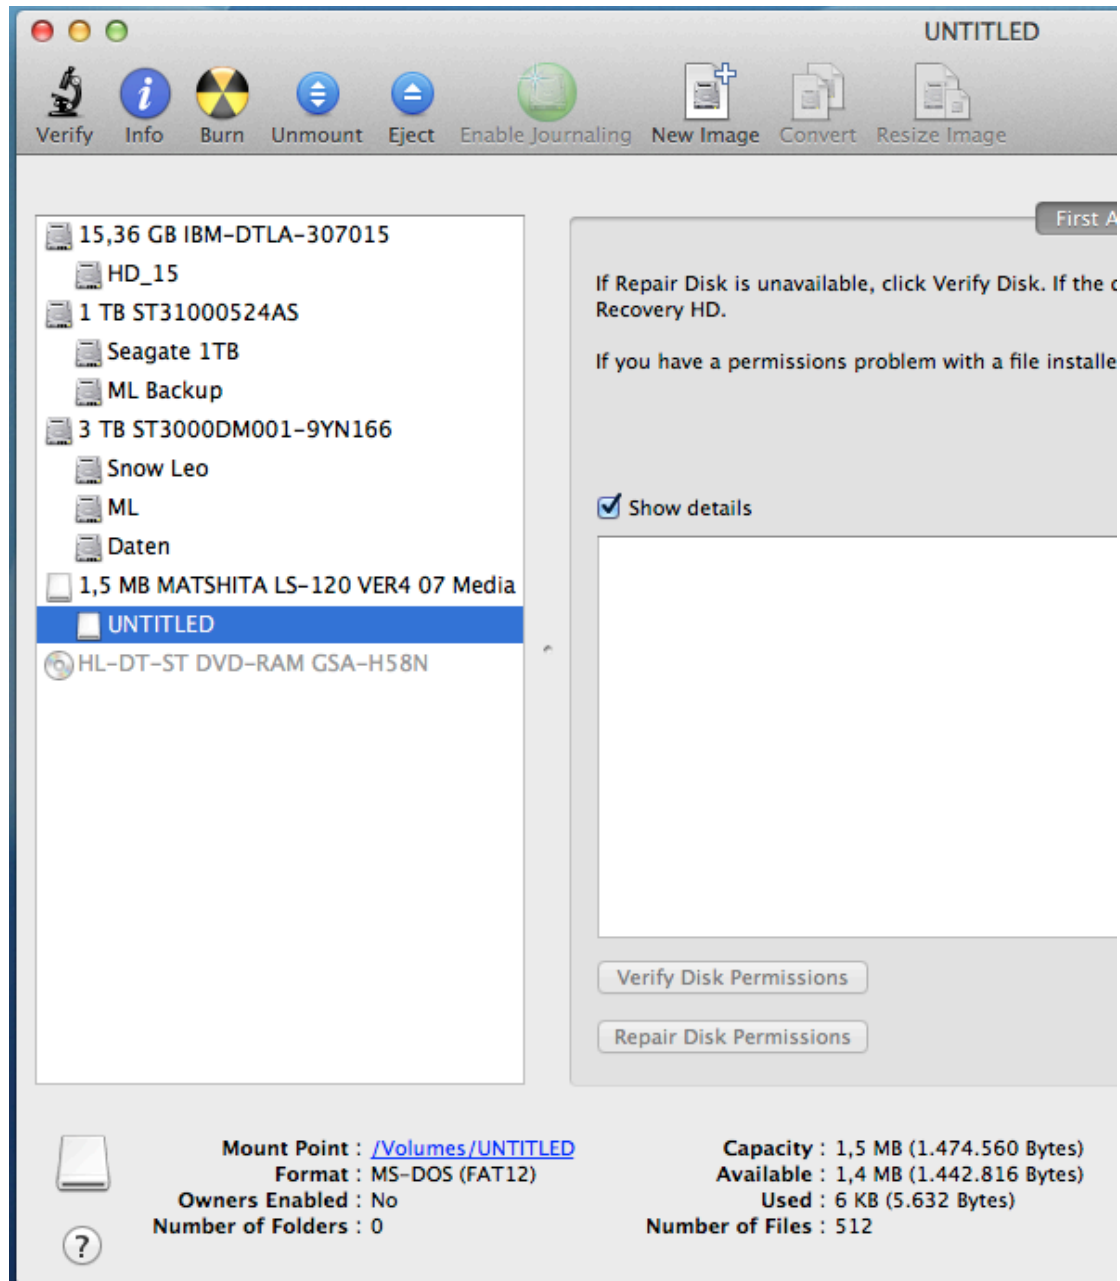 UNTITLED
Verify Info Burn Unmount Eject Enable Journaling New Image Convert Resize Image
15,36 GB IBM-DTLA-307015
HD_15
1 TB ST31000524AS
Seagate 1TB
ML Backup
3 TB ST3000DM001-9YN166
Snow Leo
ML
Daten
1,5 MB MATSHITA LS-120 VER4 07 Media
UNTITLED
HL-DT-ST DVD-RAM GSA-H58N
First A
If Repair Disk is unavailable, click Verify Disk. If the
Recovery HD.
If you have a permissions problem with a file installe
Show details
Verify Disk Permissions
Repair Disk Permissions
Mount Point : /Volumes/UNTITLED
Format : MS-DOS (FAT12)
Owners Enabled : No
Number of Folders : 0
Capacity : 1,5 MB (1.474.560 Bytes)
Available : 1,4 MB (1.442.816 Bytes)
Used : 6 KB (5.632 Bytes)
Number of Files : 512
?